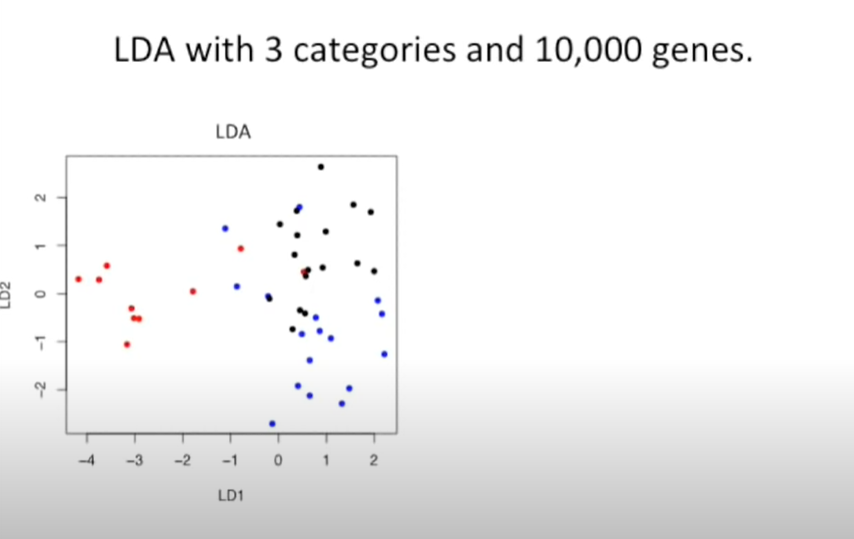 LDA with 3 categories and 10,000 genes.
LDA
2
1
0
−1
−2
LD2
−4 −3 −2 −1 0 1 2
LD1